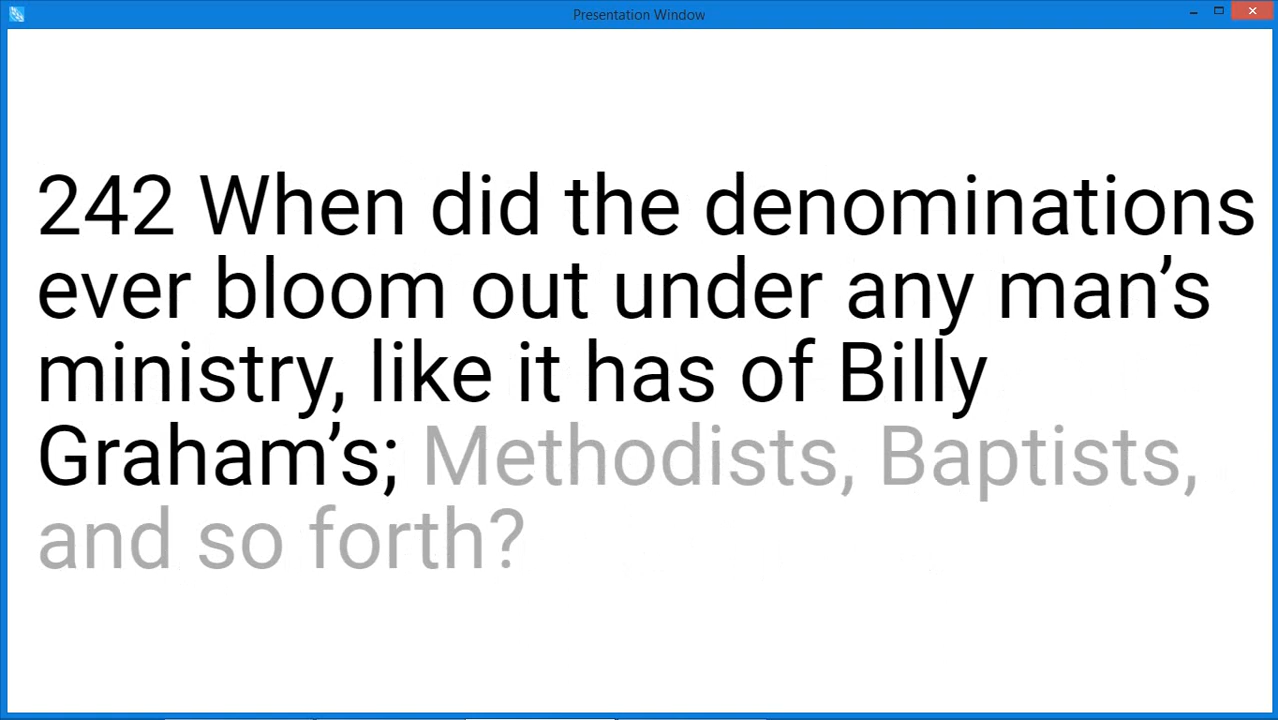 Presentation Window
242 When did the denominations
ever bloom out under any man’s
ministry, like it has of Billy
Graham’s; Methodists, Baptists,
and so forth?